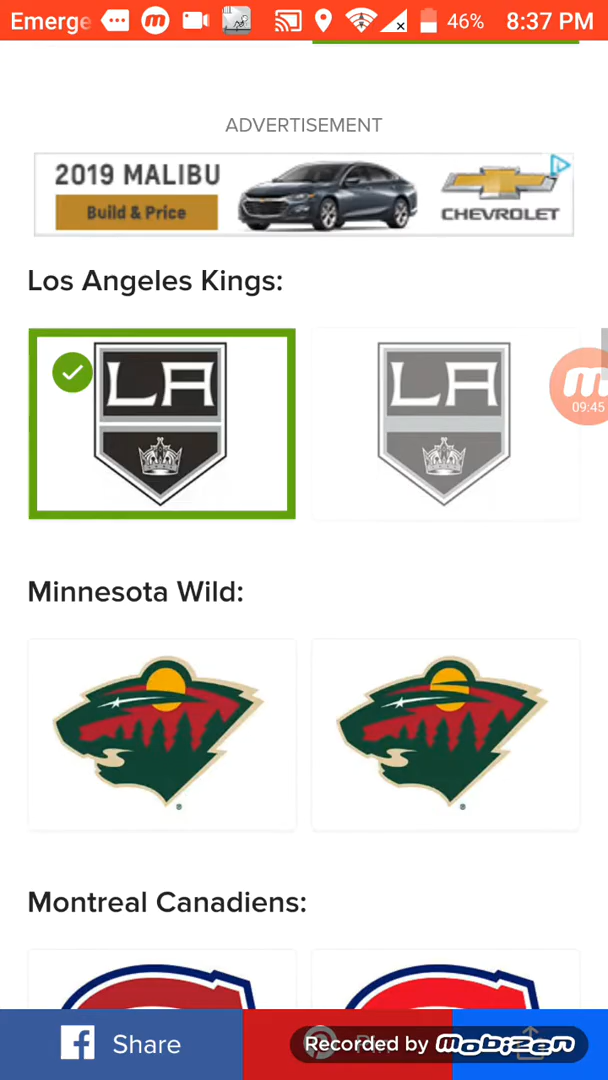 Emerge
46%
8:37 PM
ADVERTISEMENT
2019 MALIBU
Build & Price
CHEVROLET
Los Angeles Kings:
LA
LA
09:45
Minnesota Wild:
Montreal Canadiens:
Share
Recorded by mobizen